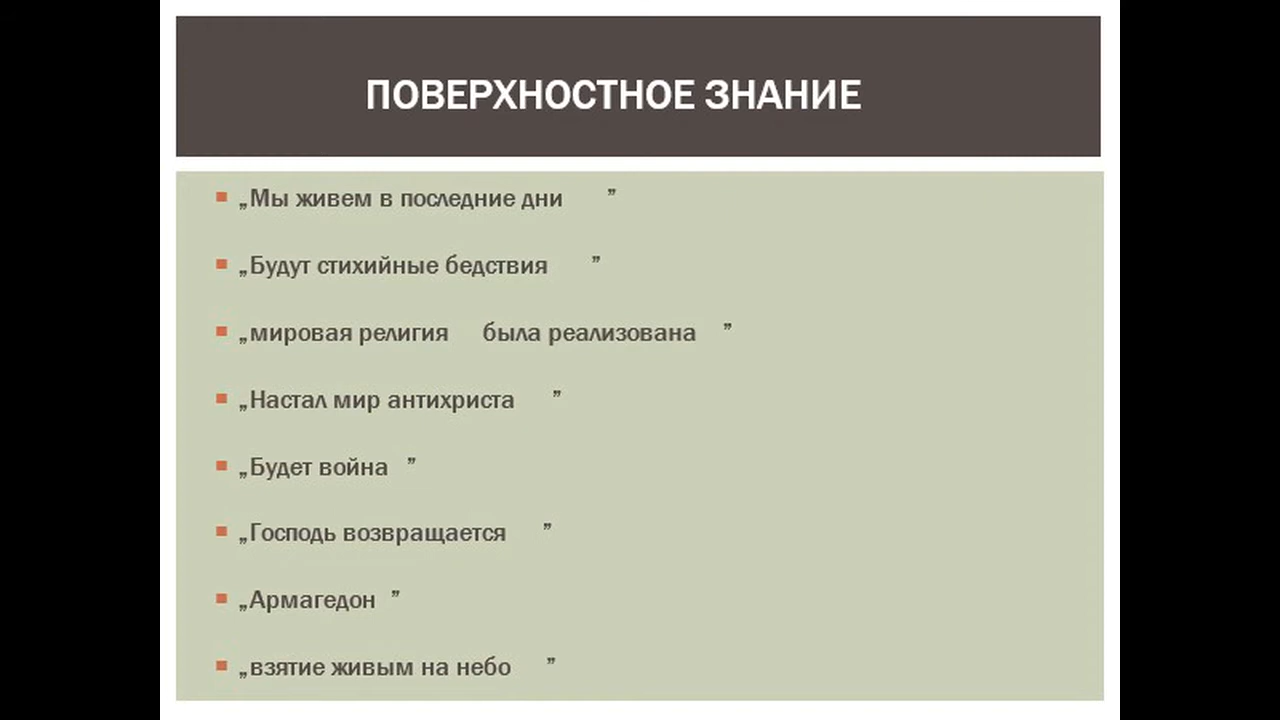 ПОВЕРХНОСТНОЕ ЗНАНИЕ
„Мы живем в последние дни ”
„Будут стихийные бедствия ”
„мировая религия была реализована ”
„Настал мир антихриста ”
„Будет война ”
„Господь возвращается ”
„Армагедон ”
„взятие живым на небо ”